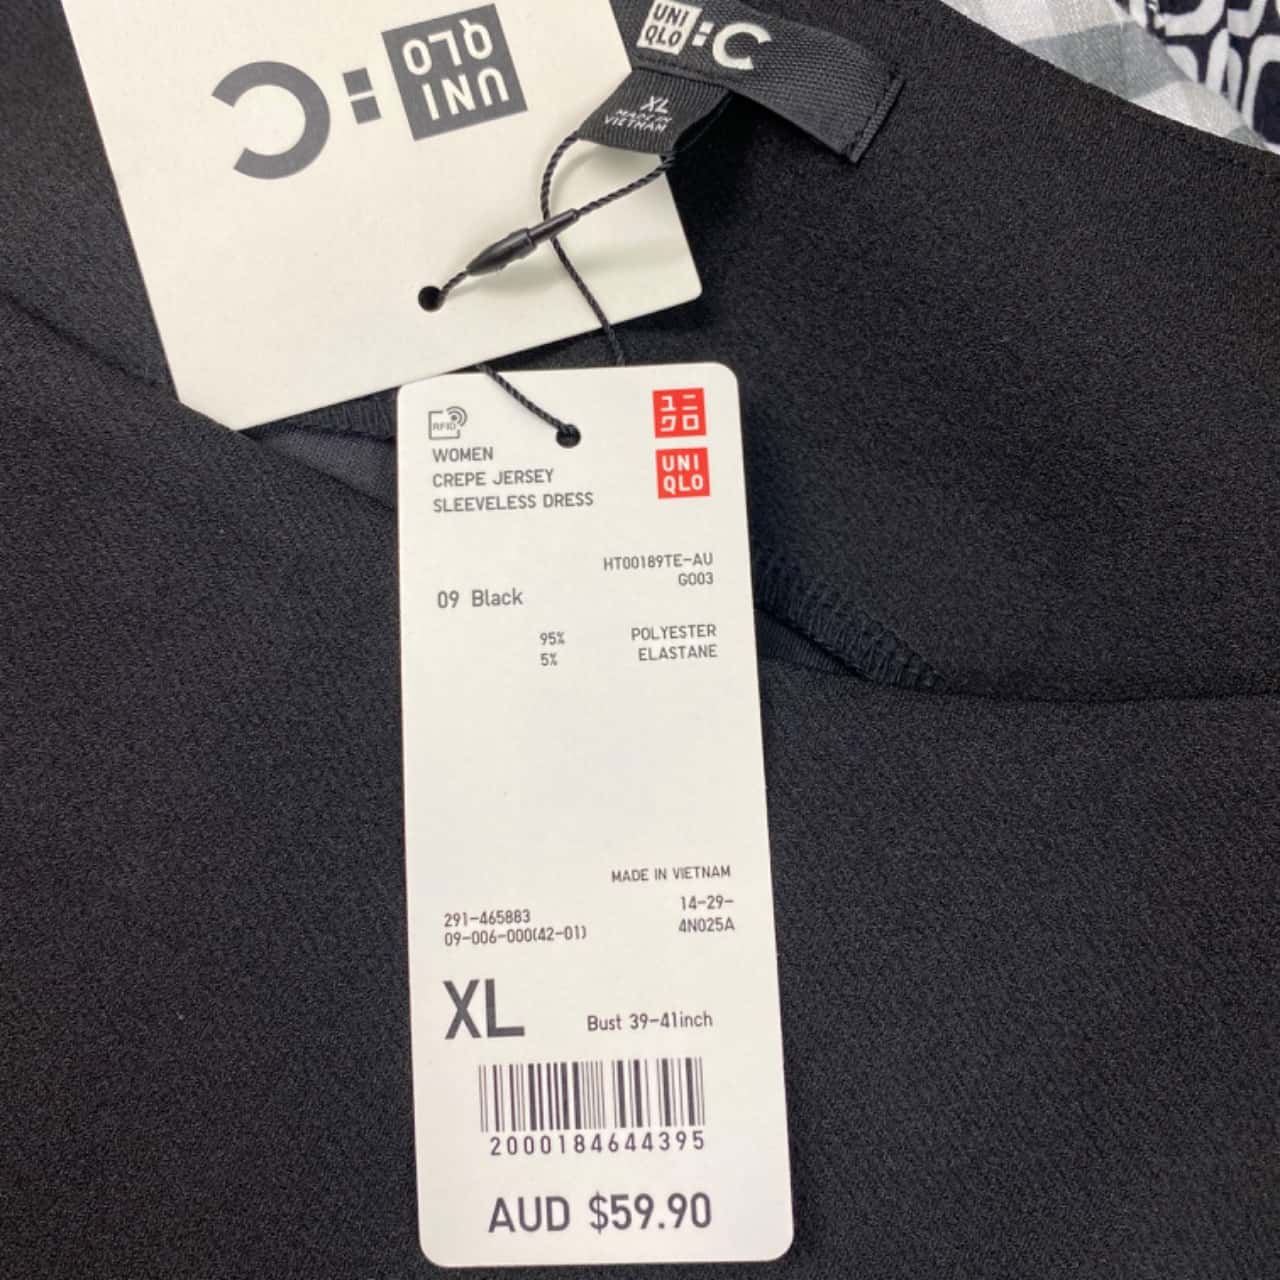 UNI
QLO
:C
UNI
QLO
:C
XL
MADE IN
VIETNAM
RFID
WOMEN
CREPE JERSEY
SLEEVELESS DRESS
ユニ
クロ
UNI
QLO
HT00189TE-AU
G003
09 Black
95% POLYESTER
5% ELASTANE
MADE IN VIETNAM
291-465883
09-006-000(42-01)
14-29-
4N025A
XL
Bust 39-41inch
2000184644395
AUD $59.90